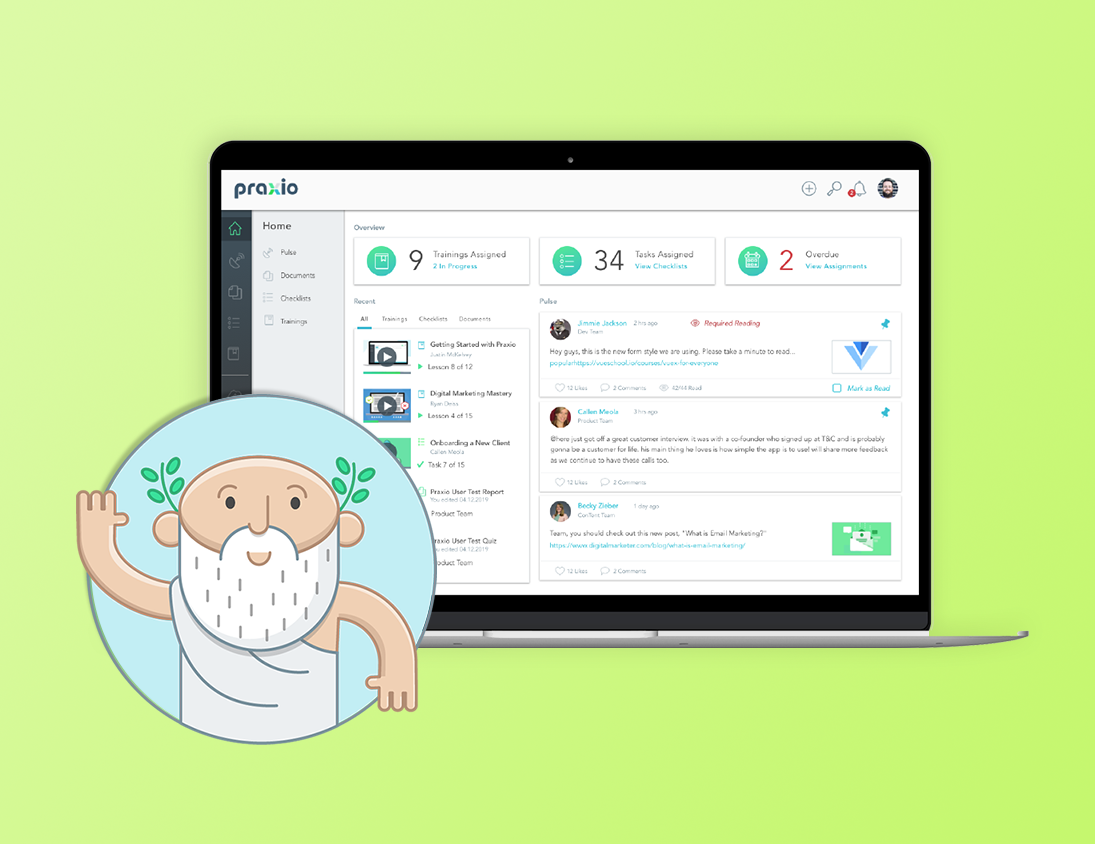 praxio
2
Home
Pulse
Documents
Checklists
Trainings
Overview
9
Trainings Assigned
2 In Progress
34
Tasks Assigned
View Checklists
2
Overdue
View Assignments
Recent
All Trainings Checklists Documents
Getting Started with Praxio
Justin McKelvey
Lesson 8 of 12
Digital Marketing Mastery
Ryan Deiss
Lesson 4 of 15
Onboarding a New Client
Callen Meola
Task 7 of 15
Praxio User Test Report
You edited 04.12.2019
Product Team
raxio User Test Quiz
ou edited 04.12.2019
oduct Team
Pulse
Jimmie Jackson 2 hrs ago Required Reading
Dev Team
Hey guys, this is the new form style we are using. Please take a minute to read...
popularhttps://vueschool.io/courses/vuex-for-everyone
12 Likes 2 Comments 42/44 Read Mark as Read
Callen Meola 3 hrs ago
Product Team
@here just got off a great customer interview. it was with a co-founder who signed up at T&C and is probably
gonna be a customer for life. his main thing he loves is how simple the app is to use! will share more feedback
as we continue to have these calls too.
12 Likes 2 Comments
Becky Zieber 1 day ago
ConTent Team
Team, you should check out this new post, "What is Email Marketing?"
https://www.digitalmarketer.com/blog/what-is-email-marketing/
12 Likes 2 Comments